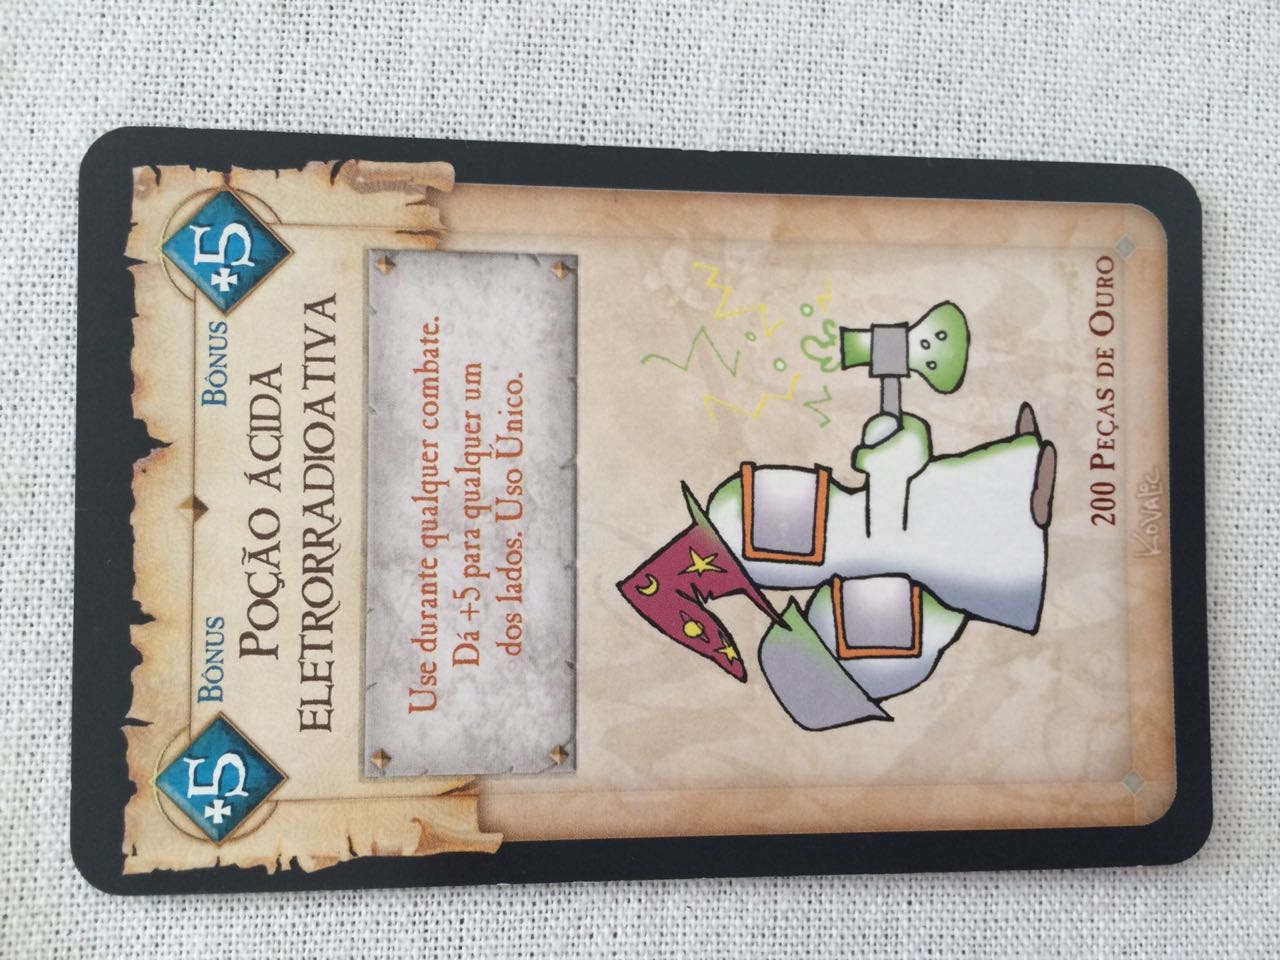 +5 BÔNUS BÔNUS +5
POÇÃO ÁCIDA
ELETRORRADIOATIVA
Use durante qualquer combate.
Dá +5 para qualquer um
dos lados. Uso Único.
200 PEÇAS DE OURO
KOVALIC